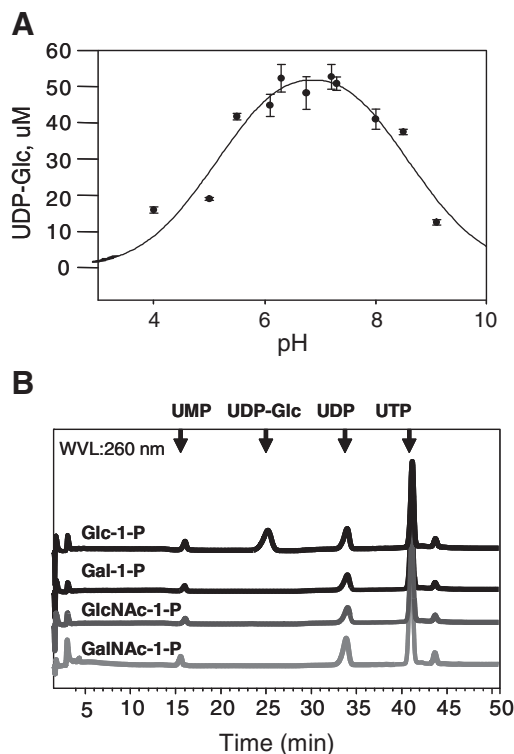 A
UDP-Glc, uM
60
50
40
30
20
10
0
4 6 8 10
pH
B
UMP UDP-Glc UDP UTP
WVL:260 nm
Glc-1-P
Gal-1-P
GlcNAc-1-P
GalNAc-1-P
5 10 15 20 25 30 35 40 45 50
Time (min)